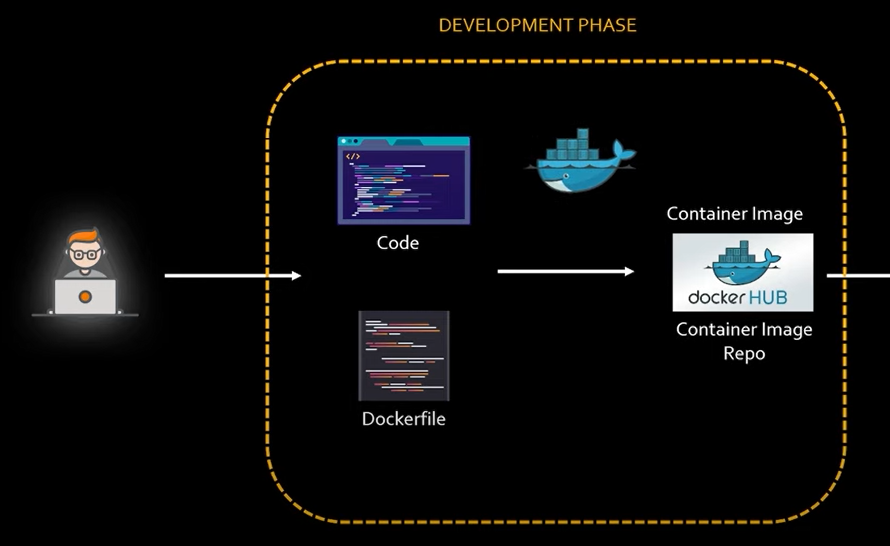 DEVELOPMENT PHASE
</>
Code
Dockerfile
Container Image
docker HUB
Container Image
Repo